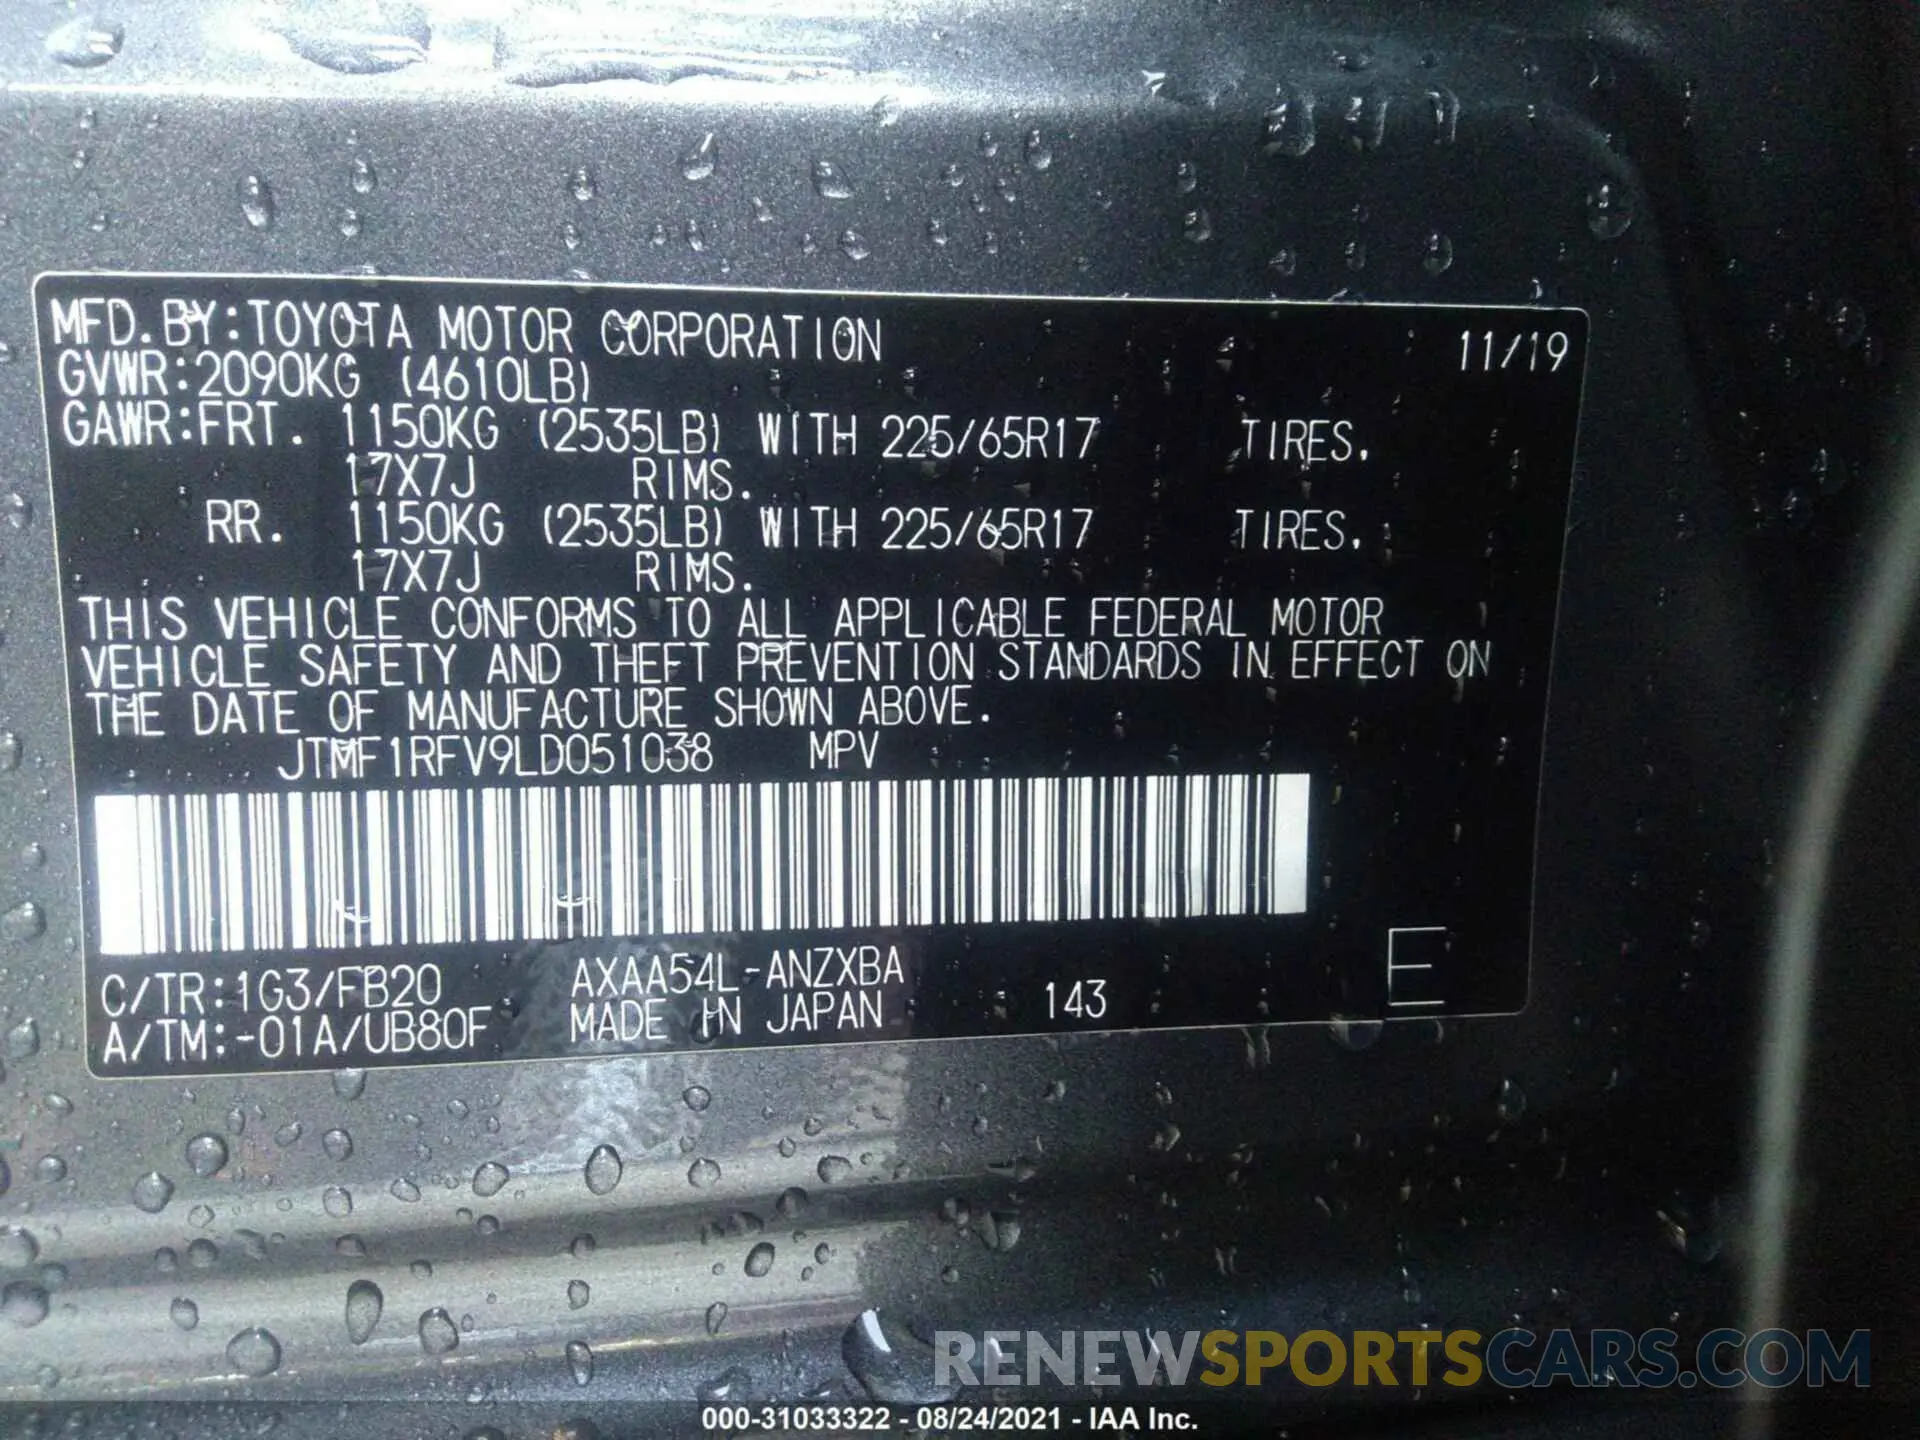 MFD.BY:TOYOTA MOTOR CORPORATION 11/19
GVWR:2090KG (4610LB)
GAWR:FRT. 1150KG (2535LB) WITH 225/65R17 TIRES,
17X7J RIMS.
RR. 1150KG (2535LB) WITH 225/65R17 TIRES,
17X7J RIMS.
THIS VEHICLE CONFORMS TO ALL APPLICABLE FEDERAL MOTOR
VEHICLE SAFETY AND THEFT PREVENTION STANDARDS IN EFFECT ON
THE DATE OF MANUFACTURE SHOWN ABOVE.
JTMF1RFV9LD051038 MPV
C/TR:1G3/FB20 AXAA54L-ANZXBA
A/TM:-01A/UB80F MADE IN JAPAN 143 E
RENEWSPORTSCARS.COM
000-31033322 - 08/24/2021 - IAA Inc.